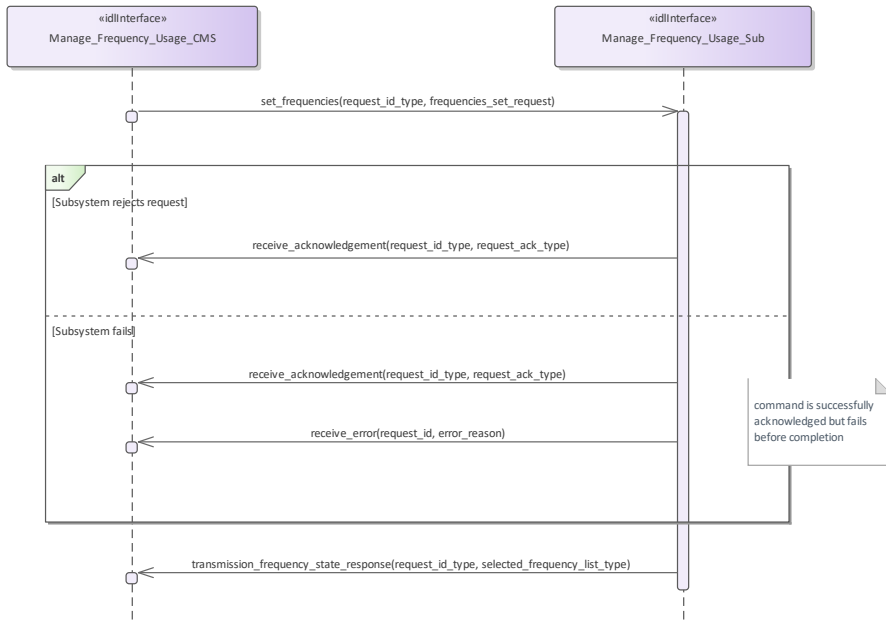 «idlInterface»
Manage_Frequency_Usage_CMS
«idlInterface»
Manage_Frequency_Usage_Sub
set_frequencies(request_id_type, frequencies_set_request)
alt
[Subsystem rejects request]
receive_acknowledgement(request_id_type, request_ack_type)
[Subsystem fails]
receive_acknowledgement(request_id_type, request_ack_type)
command is successfully
acknowledged but fails
before completion
receive_error(request_id, error_reason)
transmission_frequency_state_response(request_id_type, selected_frequency_list_type)